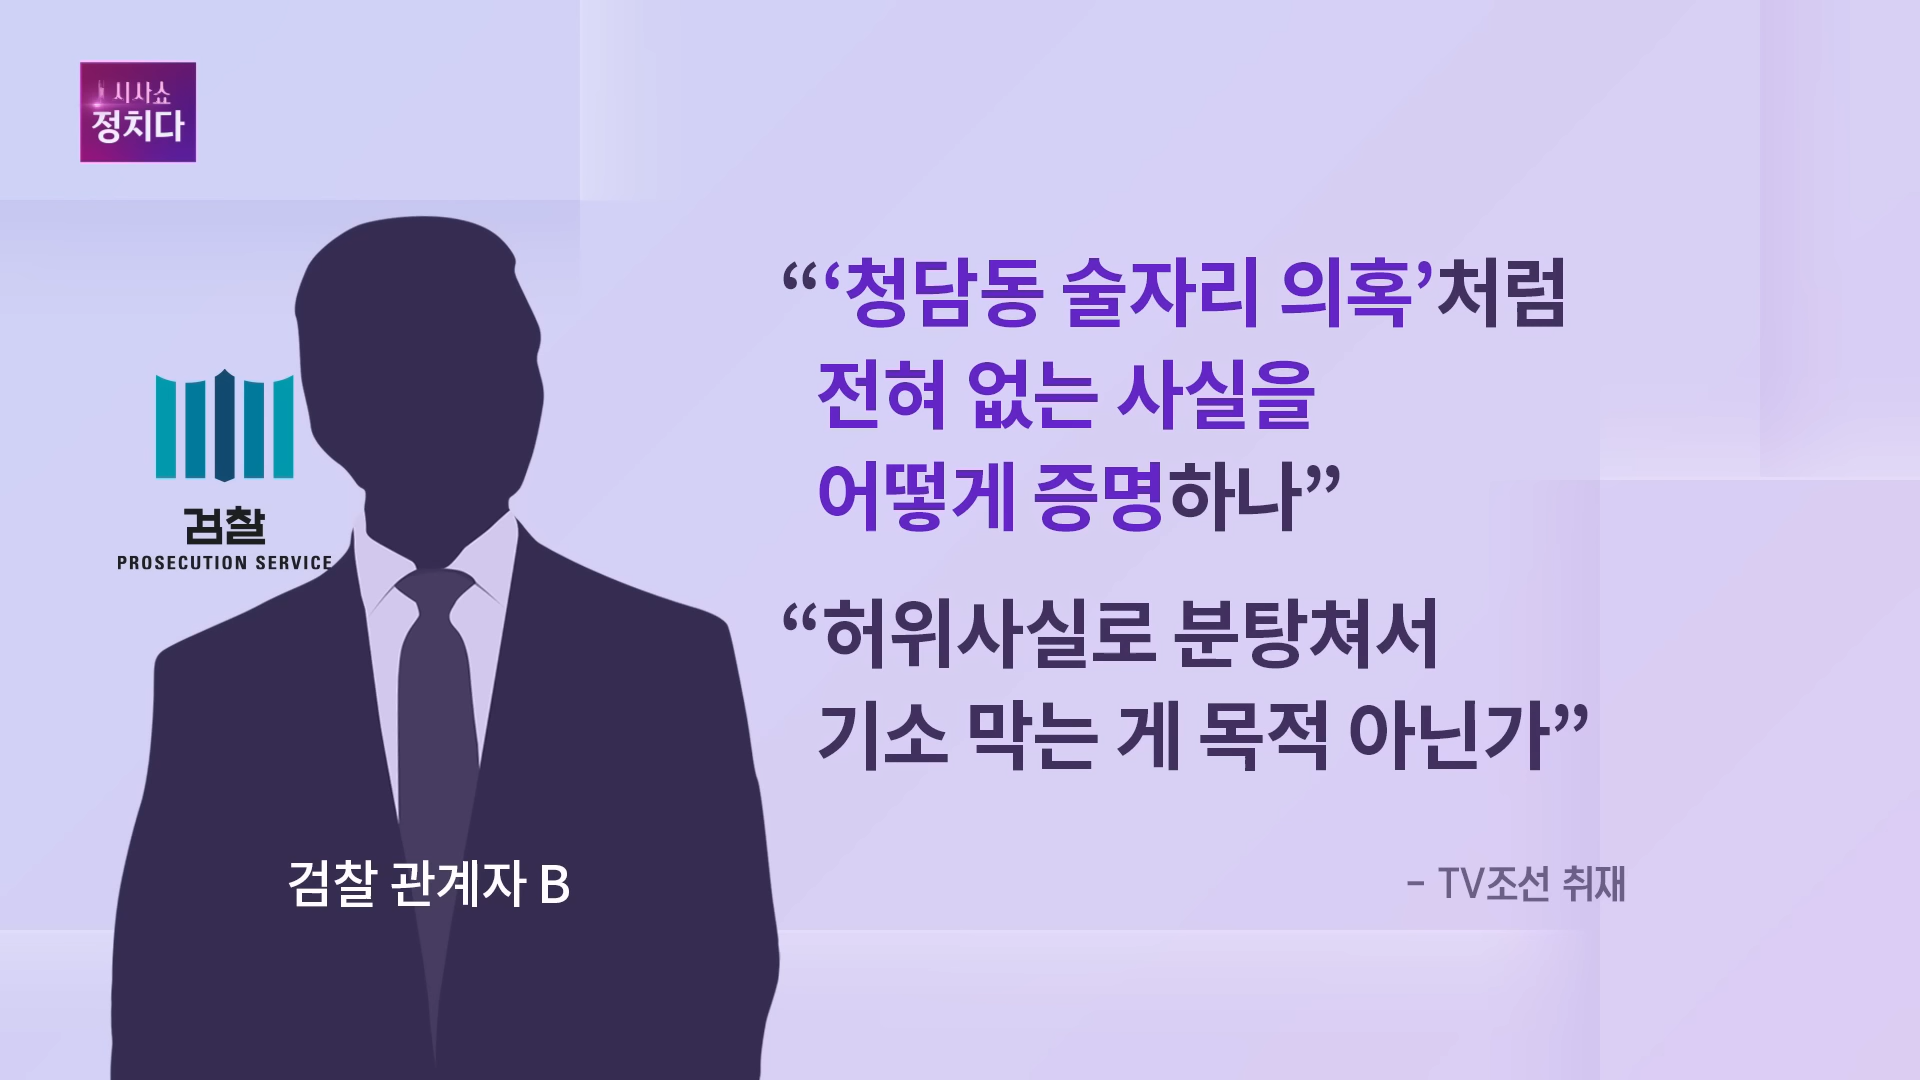 시사쇼
정치다
“‘청담동 술자리 의혹’처럼
전혀 없는 사실을
어떻게 증명하나”
“허위사실로 분탕쳐서
기소 막는 게 목적 아닌가”
검찰
PROSECUTION SERVICE
검찰 관계자 B
- TV조선 취재